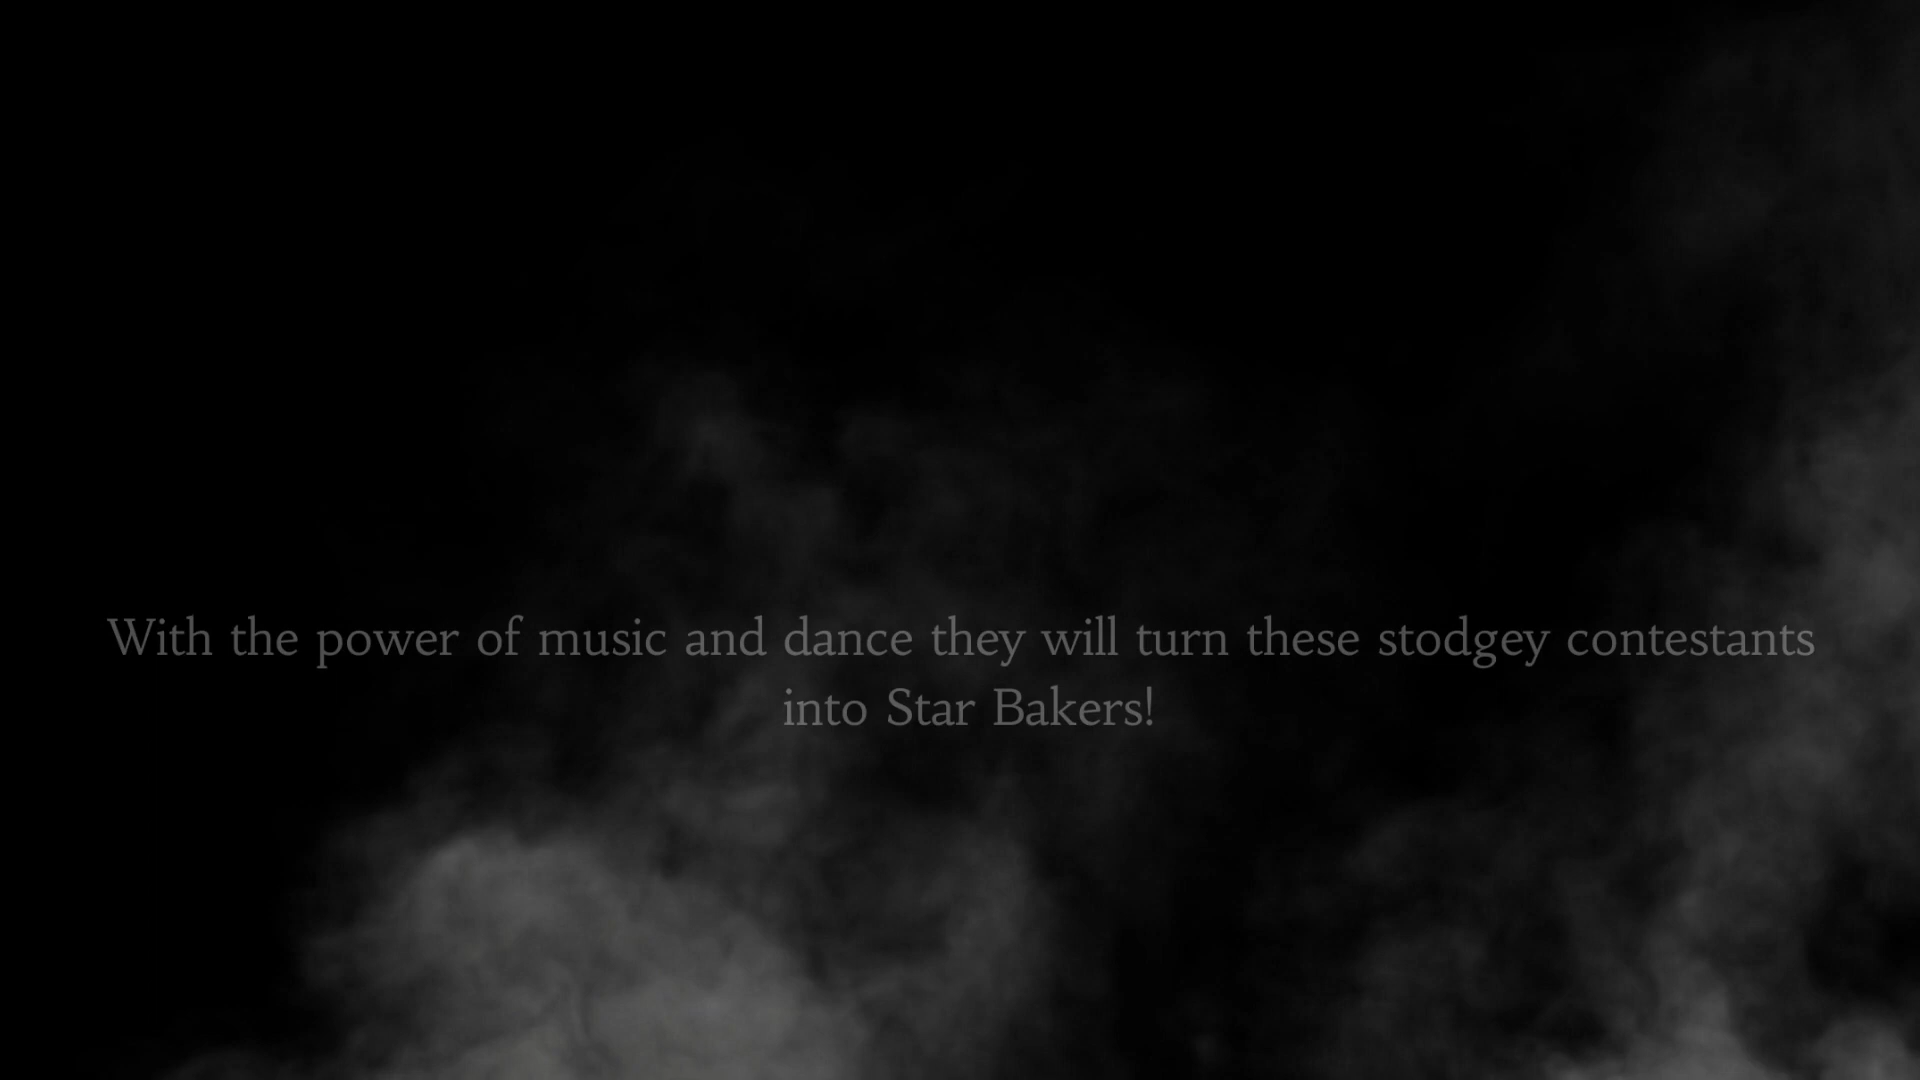 With the power of music and dance they will turn these stodgey contestants
into Star Bakers!